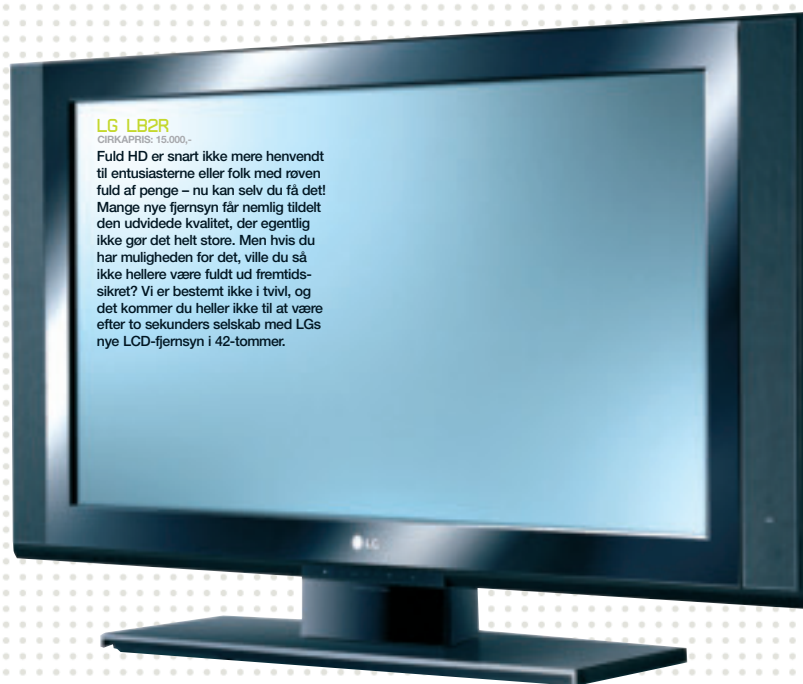 LG LB2R
CIRKAPRIS: 15.000,-
Fuld HD er snart ikke mere henvendt
til entusiasterne eller folk med røven
fuld af penge – nu kan selv du få det!
Mange nye fjernsyn får nemlig tildelt
den udvidede kvalitet, der egentlig
ikke gør det helt store. Men hvis du
har muligheden for det, ville du så
ikke hellere være fuldt ud fremtids-
sikret? Vi er bestemt ikke i tvivl, og
det kommer du heller ikke til at være
efter to sekunders selskab med LGs
nye LCD-fjernsyn i 42-tommer.
LG